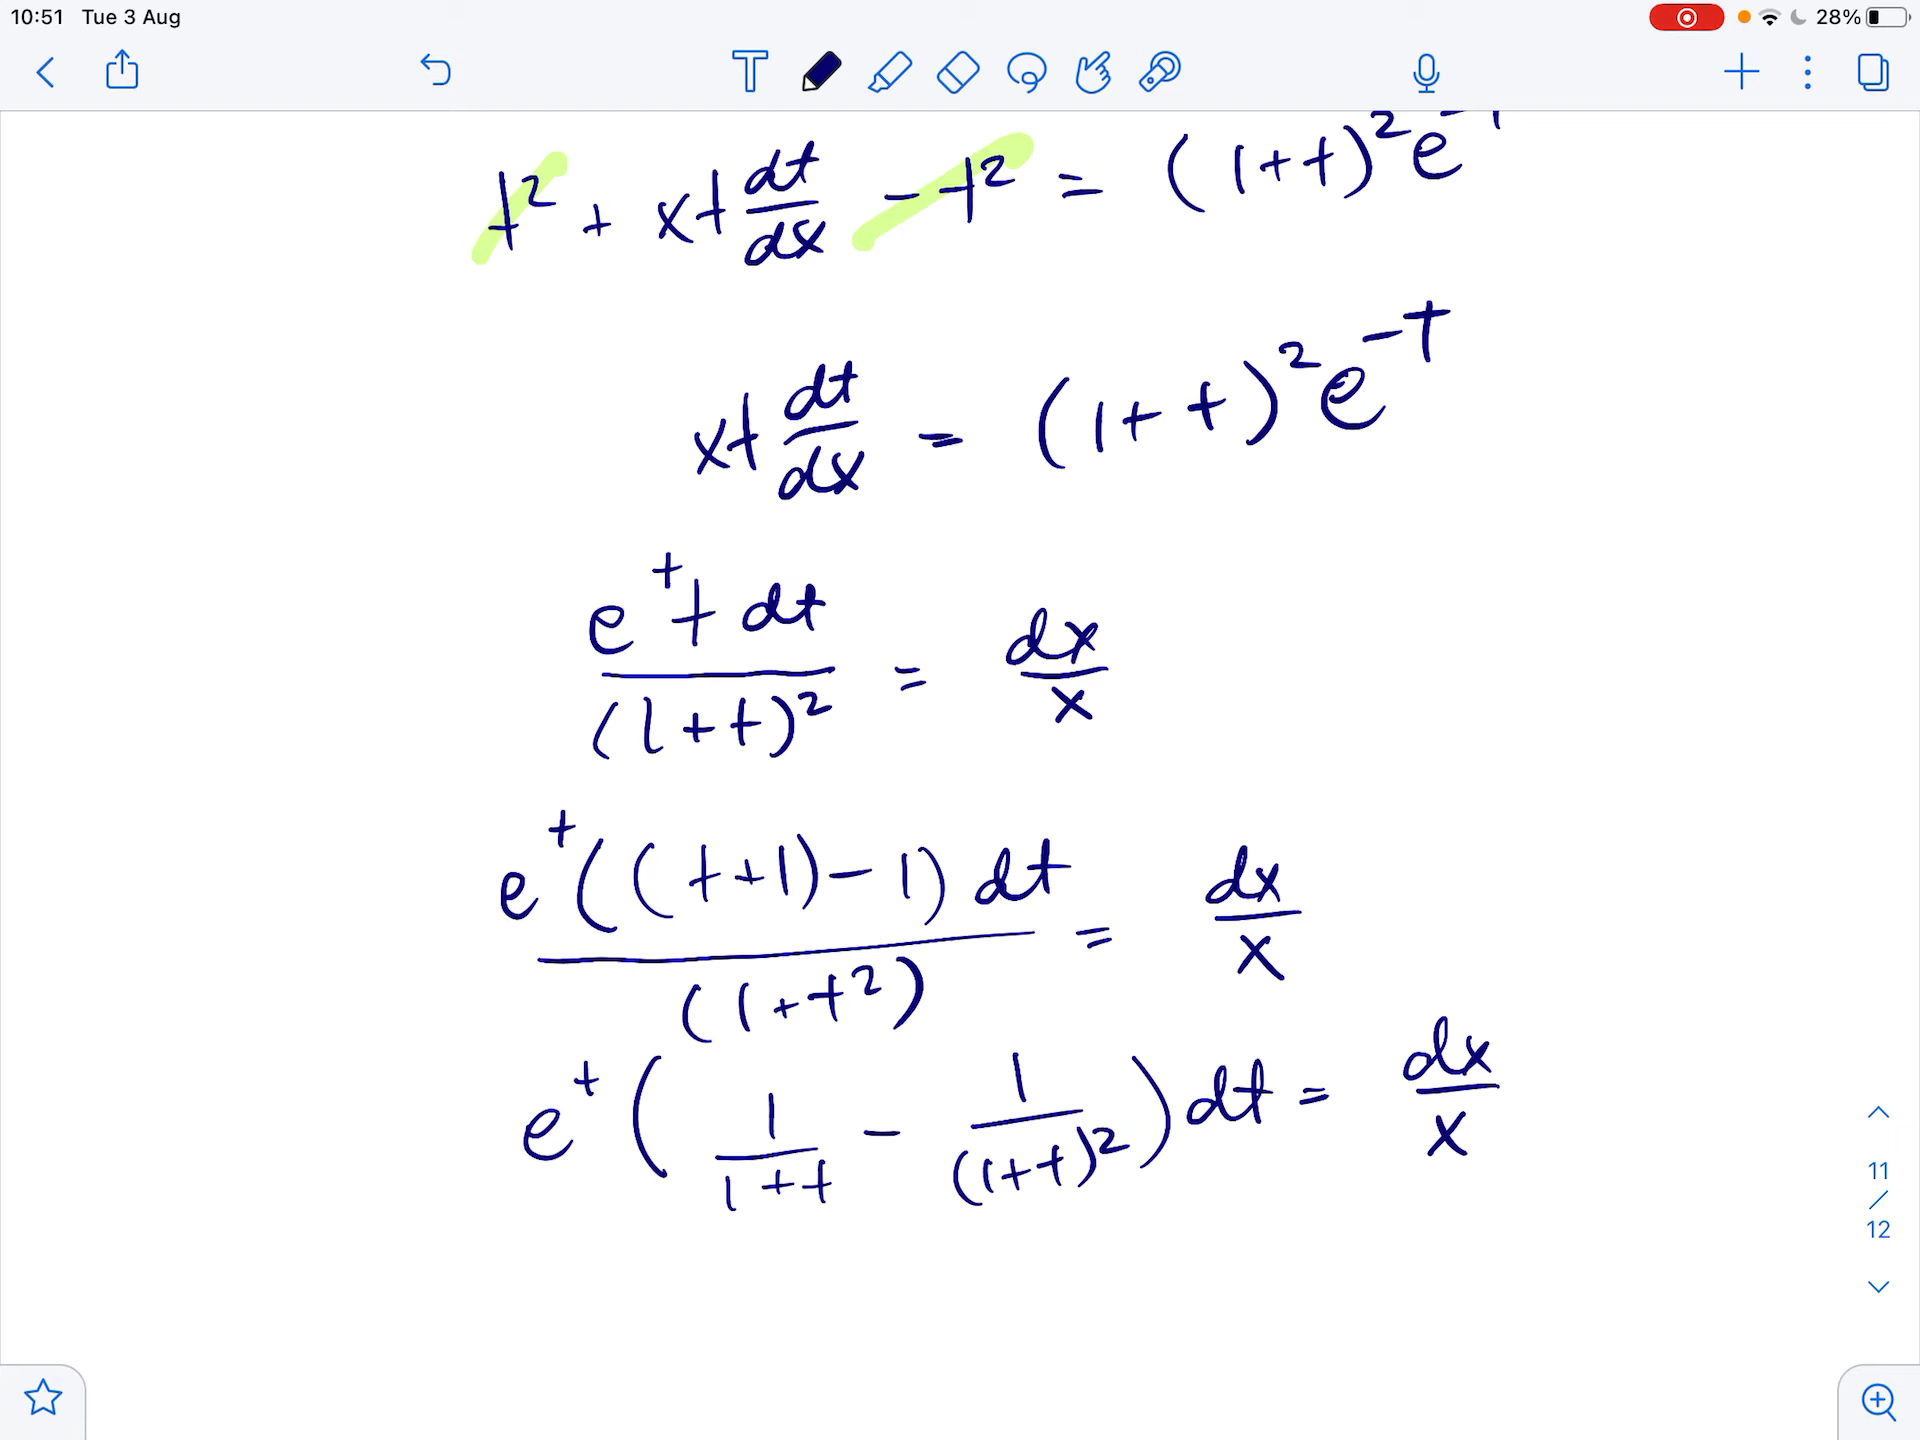 10:51 Tue 3 Aug 28%
t² + xt dt/dx - t² = (1+t)²e
xt dt/dx = (1+t)²e^-t
e^t t dt/(1+t)² = dx/x
e^t((t+1)-1) dt/(1+t²) = dx/x
e^t(1/(1+t) - 1/(1+t)²)dt = dx/x
11
/
12